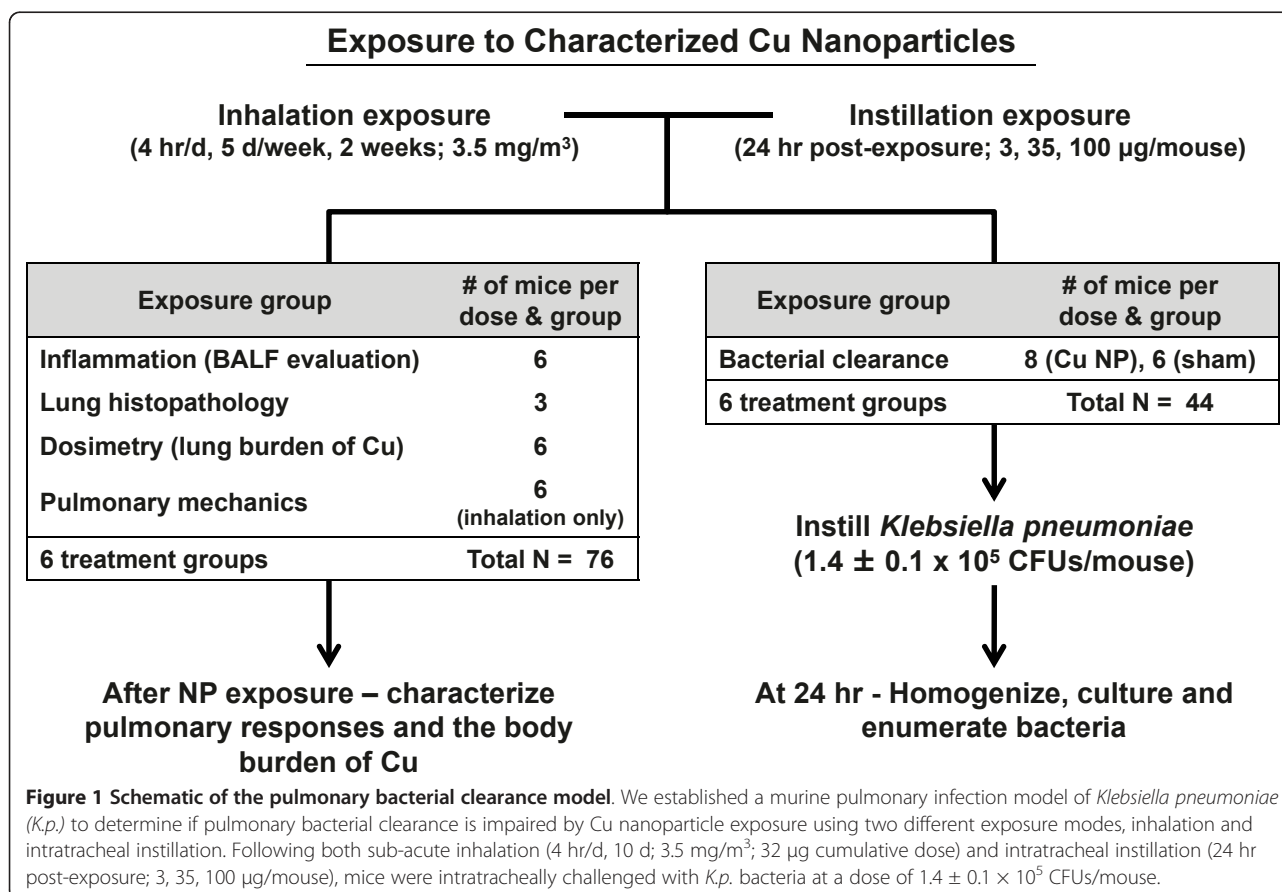 Exposure to Characterized Cu Nanoparticles
Inhalation exposure
(4 hr/d, 5 d/week, 2 weeks; 3.5 mg/m³)
Instillation exposure
(24 hr post-exposure; 3, 35, 100 µg/mouse)
Exposure group
# of mice per
dose & group
Inflammation (BALF evaluation) 6
Lung histopathology 3
Dosimetry (lung burden of Cu) 6
Pulmonary mechanics 6
(inhalation only)
6 treatment groups Total N = 76
After NP exposure – characterize
pulmonary responses and the body
burden of Cu
Exposure group
# of mice per
dose & group
Bacterial clearance 8 (Cu NP), 6 (sham)
6 treatment groups Total N = 44
Instill Klebsiella pneumoniae
(1.4 ± 0.1 x 10⁵ CFUs/mouse)
At 24 hr - Homogenize, culture and
enumerate bacteria
Figure 1 Schematic of the pulmonary bacterial clearance model. We established a murine pulmonary infection model of Klebsiella pneumoniae
(K.p.) to determine if pulmonary bacterial clearance is impaired by Cu nanoparticle exposure using two different exposure modes, inhalation and
intratracheal instillation. Following both sub-acute inhalation (4 hr/d, 10 d; 3.5 mg/m³; 32 µg cumulative dose) and intratracheal instillation (24 hr
post-exposure; 3, 35, 100 µg/mouse), mice were intratracheally challenged with K.p. bacteria at a dose of 1.4 ± 0.1 × 10⁵ CFUs/mouse.